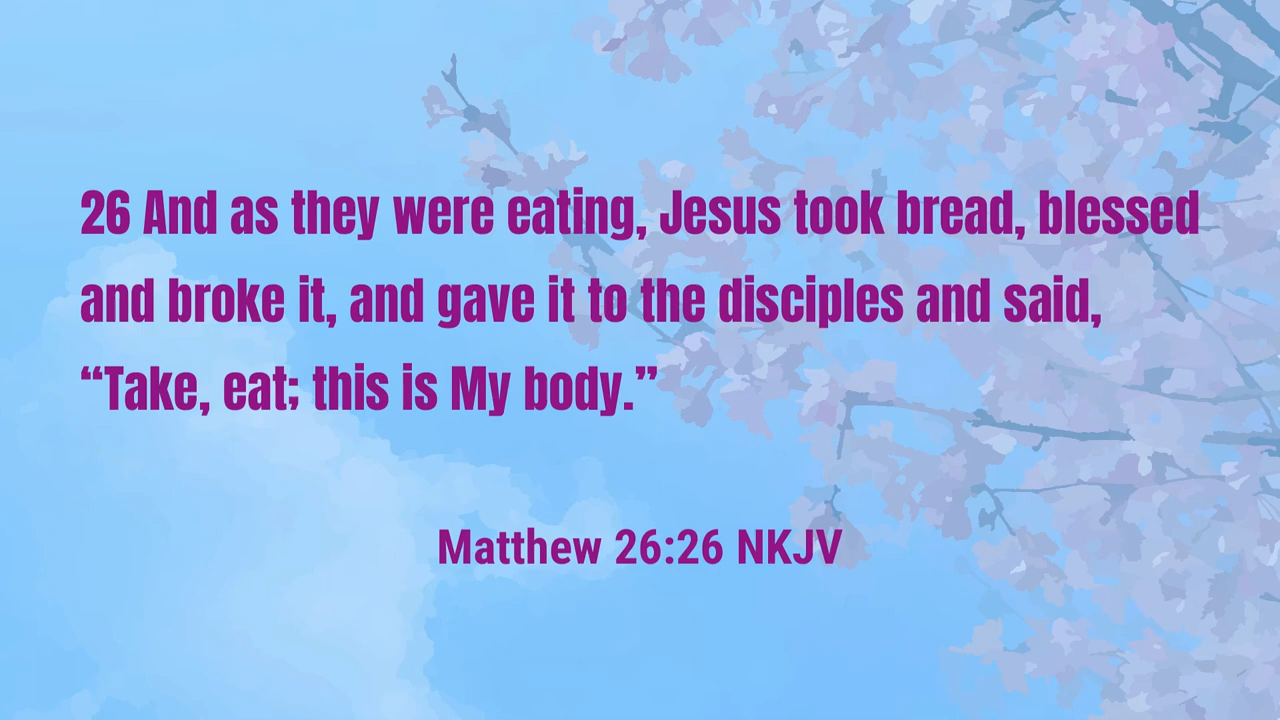 26 And as they were eating, Jesus took bread, blessed
and broke it, and gave it to the disciples and said,
“Take, eat; this is My body.”
Matthew 26:26 NKJV